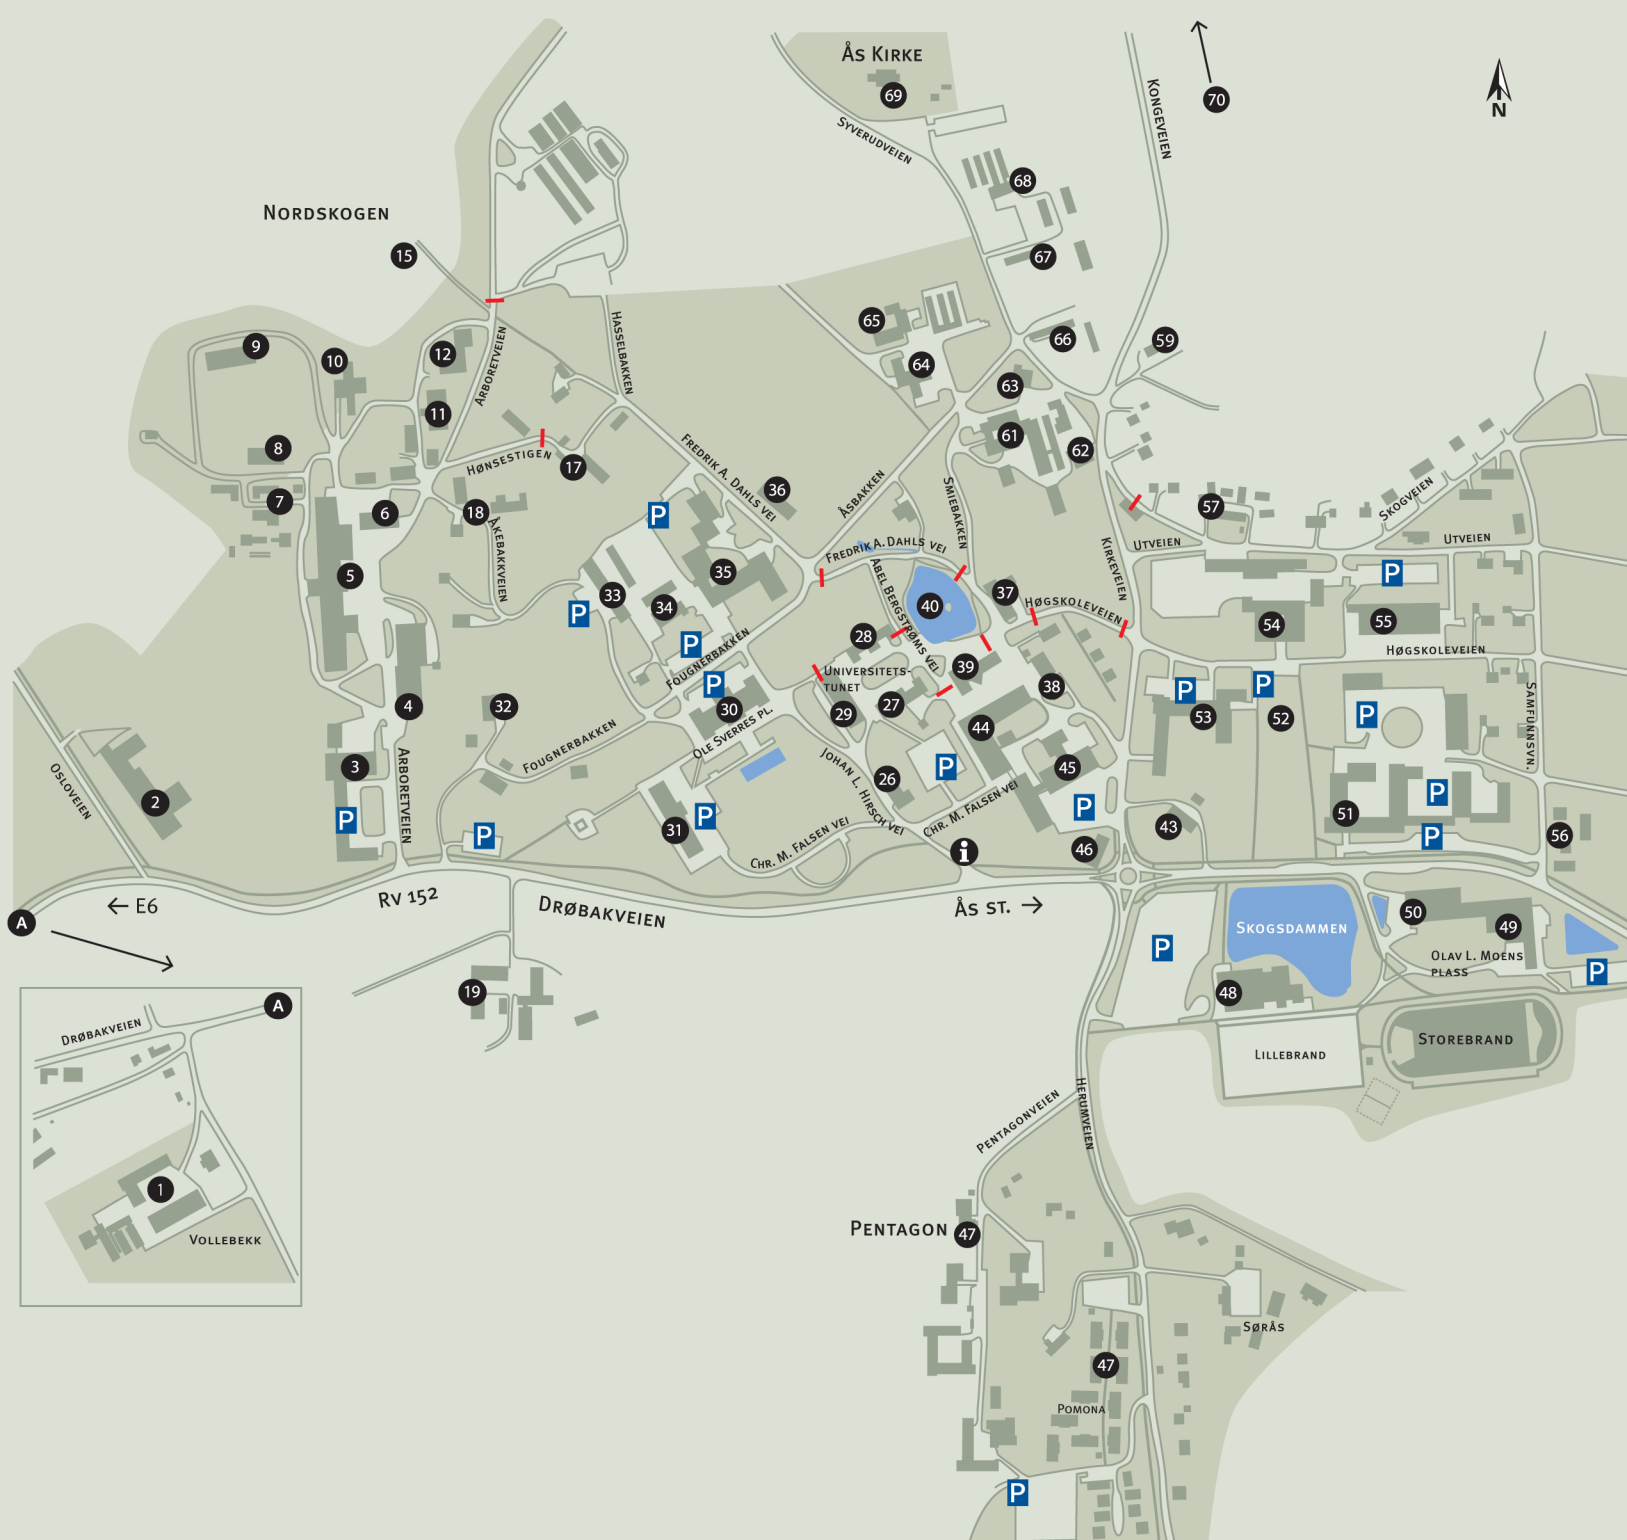 Ås Kirke
69
70
N
Kongeveien
Syverudveien
68
Nordskogen
15
67
65
66
59
64
63
Hasselbakken
9
10
12
Arboretveien
11
61
62
8
Hønsestigen
17
Fredrik A. Dahls vei
36
Åsbakken
Smiebakken
7
6
18
P
57
Skogveien
Utveien
Utveien
Åkebakkveien
Fredrik A. Dahls vei
Kirkeveien
5
35
33
34
P
P
Abel Bergstrøms vei
40
37
Høgskoleveien
P
54
55
Høgskoleveien
28
Fougnerbakken
Universitets-
tunet
39
38
P
30
29
27
P
53
P
52
P
Samfunnsvn.
4
32
Ole Sverres pl.
44
Fougnerbakken
3
Arboretveien
P
Osloveien
2
Johan L. Hirsch vei
26
P
45
P
P
31
P
P
Chr. M. Falsen vei
Chr. M. Falsen vei
43
51
P
56
46
i
A
← E6
Rv 152
Drøbakveien
Ås st. →
Skogsdammen
50
49
Olav L. Moens
plass
P
P
19
48
Storebrand
Lillebrand
A
Drøbakveien
1
Vollebekk
Pentagonveien
Herumveien
Pentagon
47
Sørås
47
Pomona
P